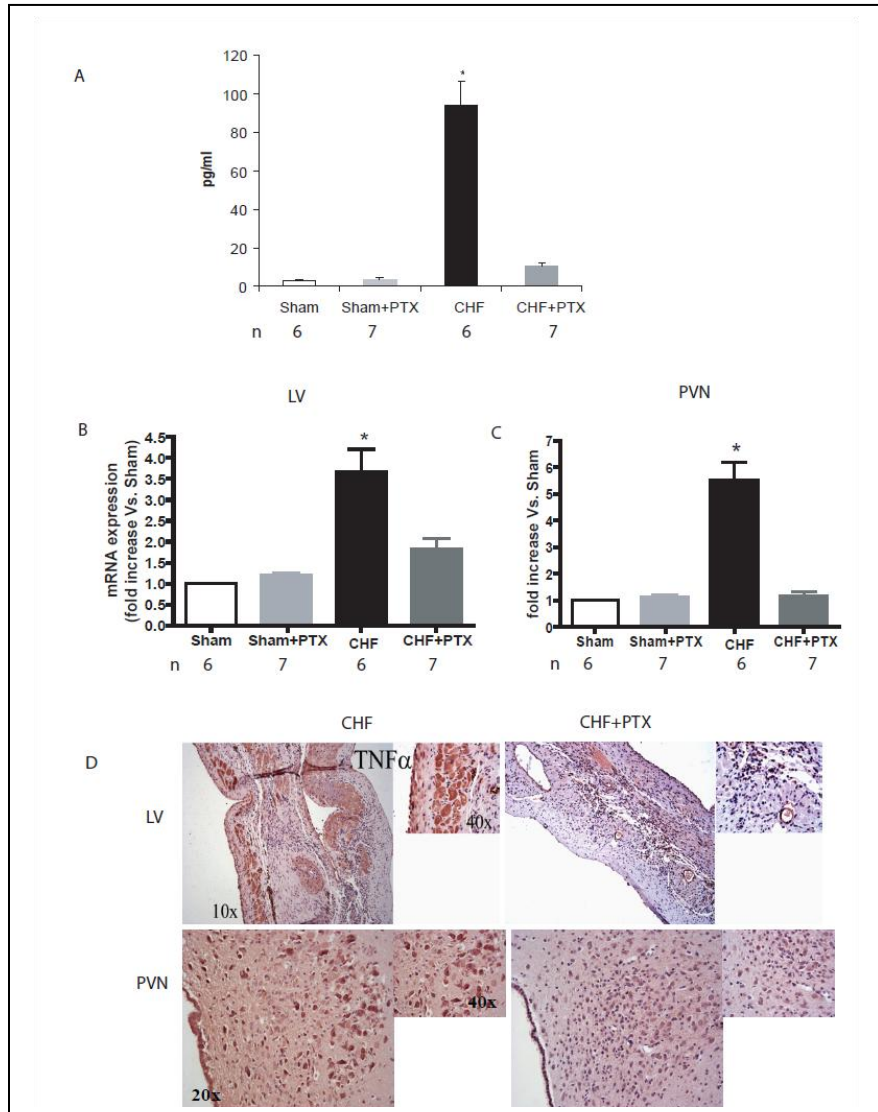 A
120
100
80
60
40
20
0
pg/ml
*
Sham Sham+PTX CHF CHF+PTX
n 6 7 6 7
LV
B
4.5
4.0
3.5
3.0
2.5
2.0
1.5
1.0
0.5
0.0
mRNA expression
(fold increase Vs. Sham)
*
Sham Sham+PTX CHF CHF+PTX
n 6 7 6 7
PVN
C
7
6
5
4
3
2
1
0
fold increase Vs. Sham
*
Sham Sham+PTX CHF CHF+PTX
n 6 7 6 7
CHF CHF+PTX
D
TNFα
LV
40x
10x
PVN
40x
20x